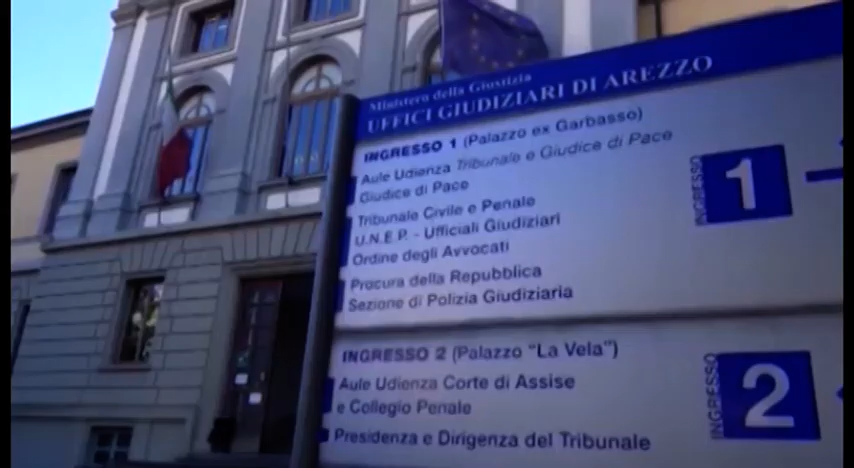 Ministero della Giustizia
UFFICI GIUDIZIARI DI AREZZO
INGRESSO 1 (Palazzo ex Garbasso)
Aule Udienza Tribunale e Giudice di Pace
Giudice di Pace
Tribunale Civile e Penale
U.N.E.P. - Ufficiali Giudiziari
Ordine degli Avvocati
Procura della Repubblica
Sezione di Polizia Giudiziaria
INGRESSO 1
INGRESSO 2 (Palazzo "La Vela")
Aule Udienza Corte di Assise
e Collegio Penale
Presidenza e Dirigenza del Tribunale
INGRESSO 2